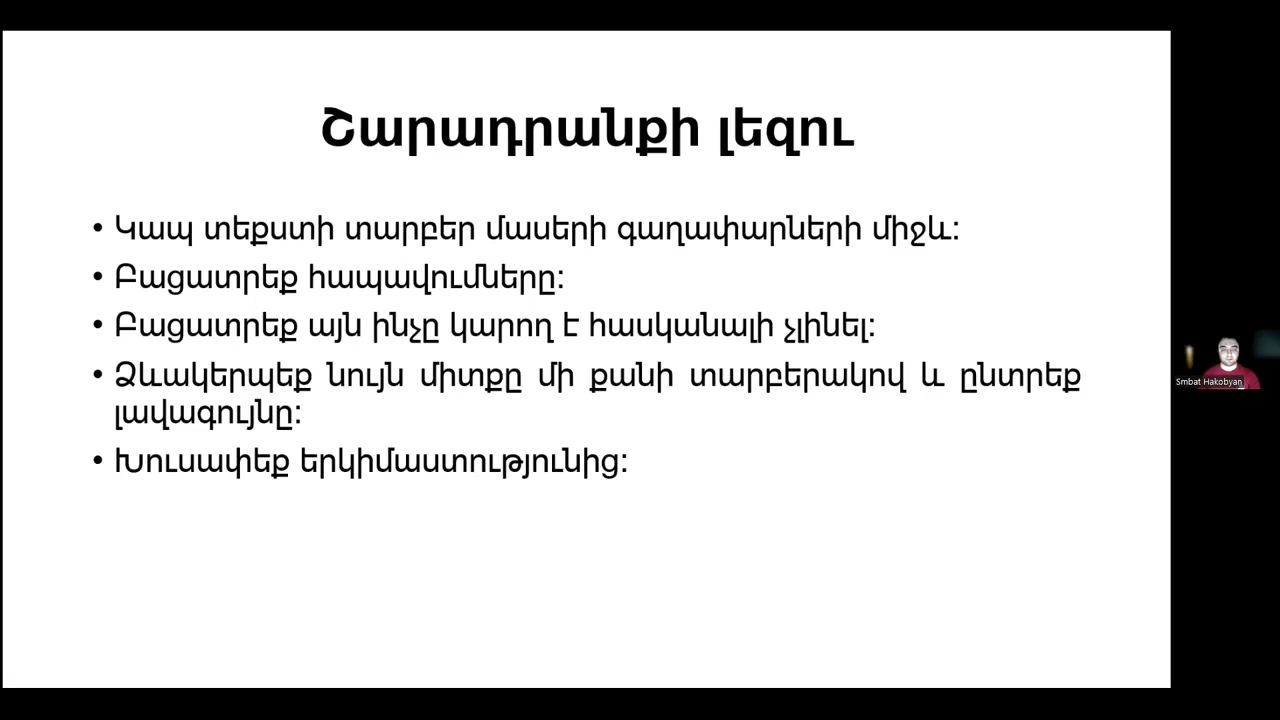 Շարադրանքի լեզու
• Կապ տեքստի տարբեր մասերի գաղափարների միջև:
• Բացատրեք հապավումները:
• Բացատրեք այն ինչը կարող է հասկանալի չլինել:
• Ձևակերպեք նույն միտքը մի քանի տարբերակով և ընտրեք
լավագույնը:
• Խուսափեք երկիմաստությունից:
Smbat Hakobyan